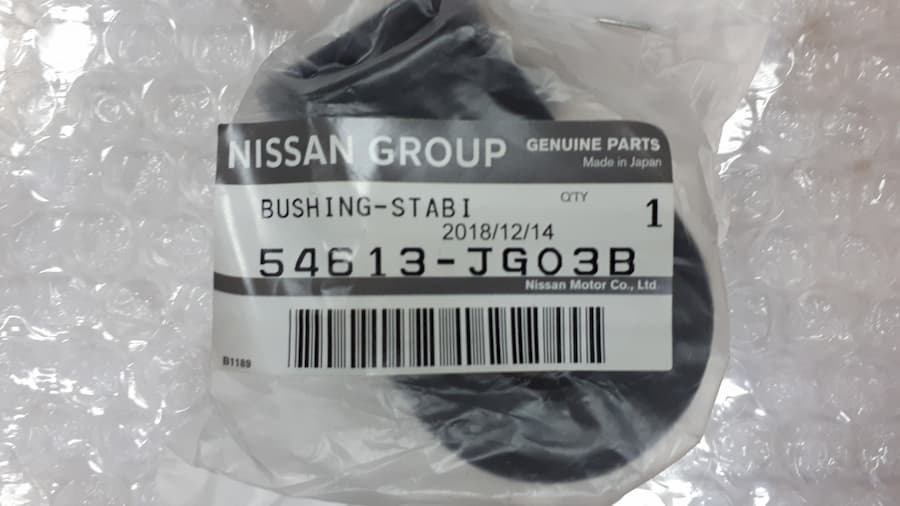 NISSAN GROUP
GENUINE PARTS
Made in Japan
BUSHING-STABI
Q'TY
1
2018/12/14
54613-JG03B
Nissan Motor Co., Ltd
B1189